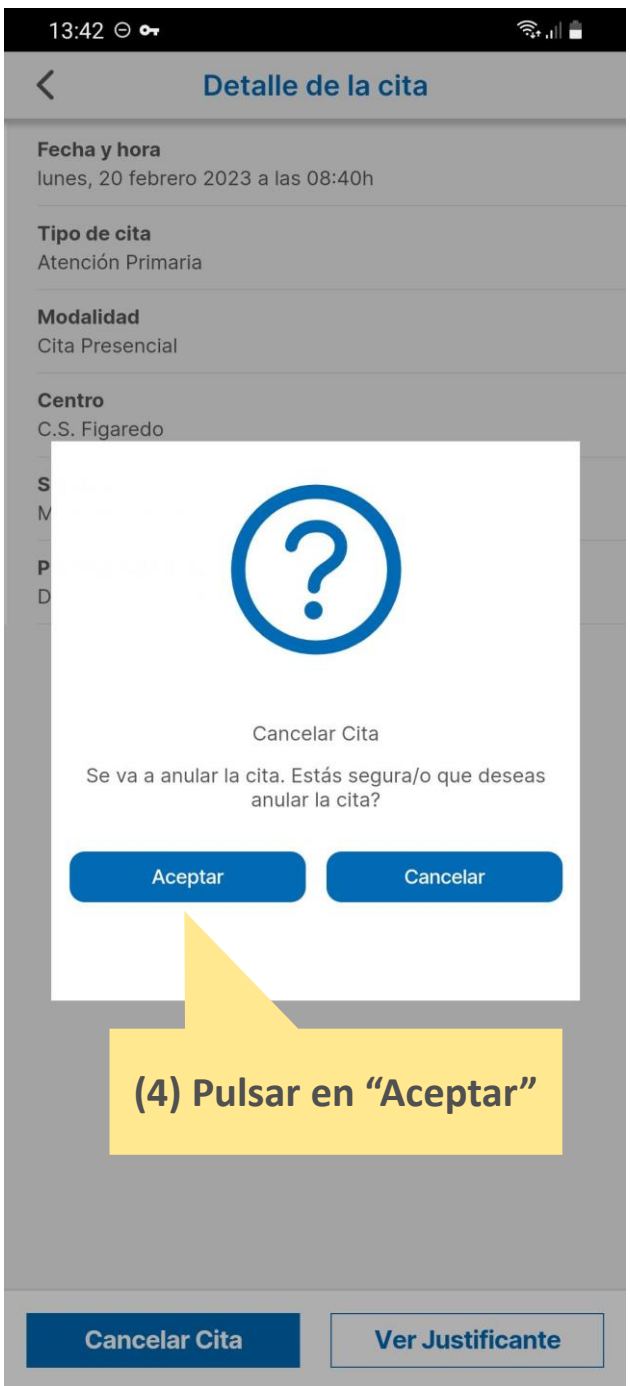 13:42
Detalle de la cita
Fecha y hora
lunes, 20 febrero 2023 a las 08:40h
Tipo de cita
Atención Primaria
Modalidad
Cita Presencial
Centro
C.S. Figaredo
Cancelar Cita
Se va a anular la cita. Estás segura/o que deseas
anular la cita?
Aceptar
Cancelar
(4) Pulsar en “Aceptar”
Cancelar Cita
Ver Justificante